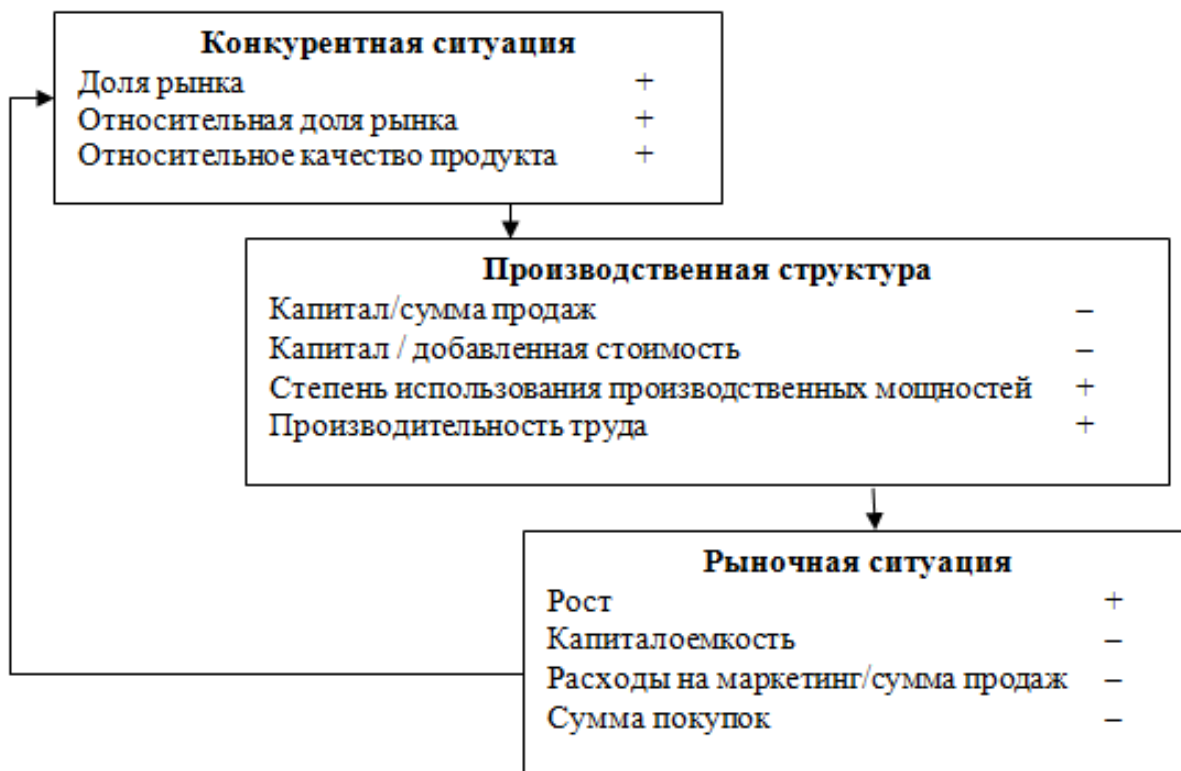 Конкурентная ситуация
Доля рынка +
Относительная доля рынка +
Относительное качество продукта +
Производственная структура
Капитал/сумма продаж –
Капитал / добавленная стоимость –
Степень использования производственных мощностей +
Производительность труда +
Рыночная ситуация
Рост +
Капиталоемкость –
Расходы на маркетинг/сумма продаж –
Сумма покупок –